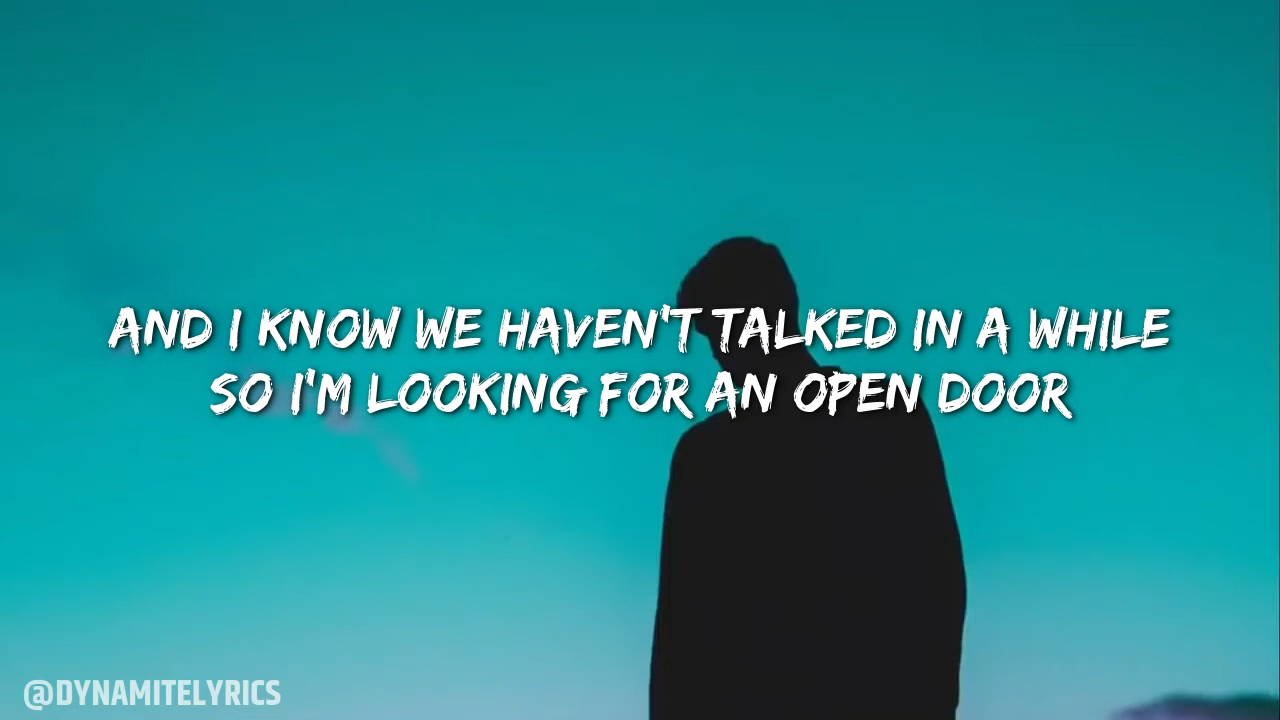 AND I KNOW WE HAVEN'T TALKED IN A WHILE
SO I'M LOOKING FOR AN OPEN DOOR
@DYNAMITELYRICS